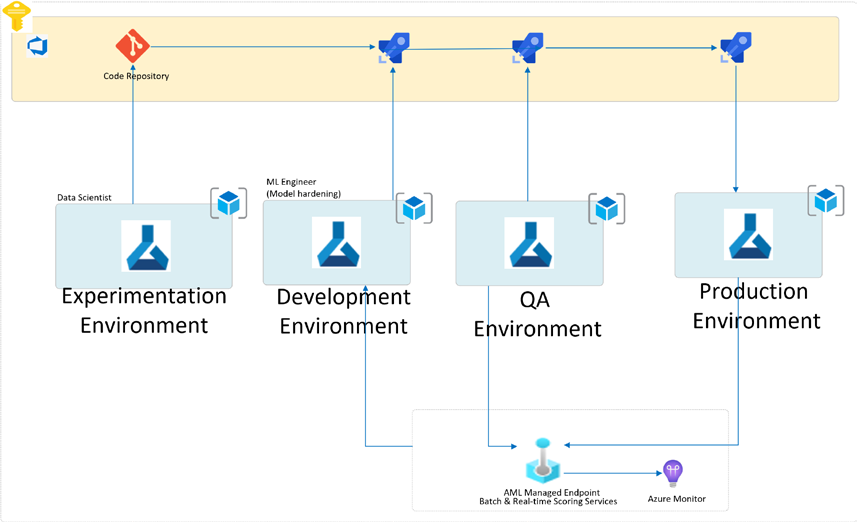 Code Repository
Data Scientist
ML Engineer
(Model hardening)
Experimentation
Environment
Development
Environment
QA
Environment
Production
Environment
AML Managed Endpoint
Batch & Real-time Scoring Services
Azure Monitor